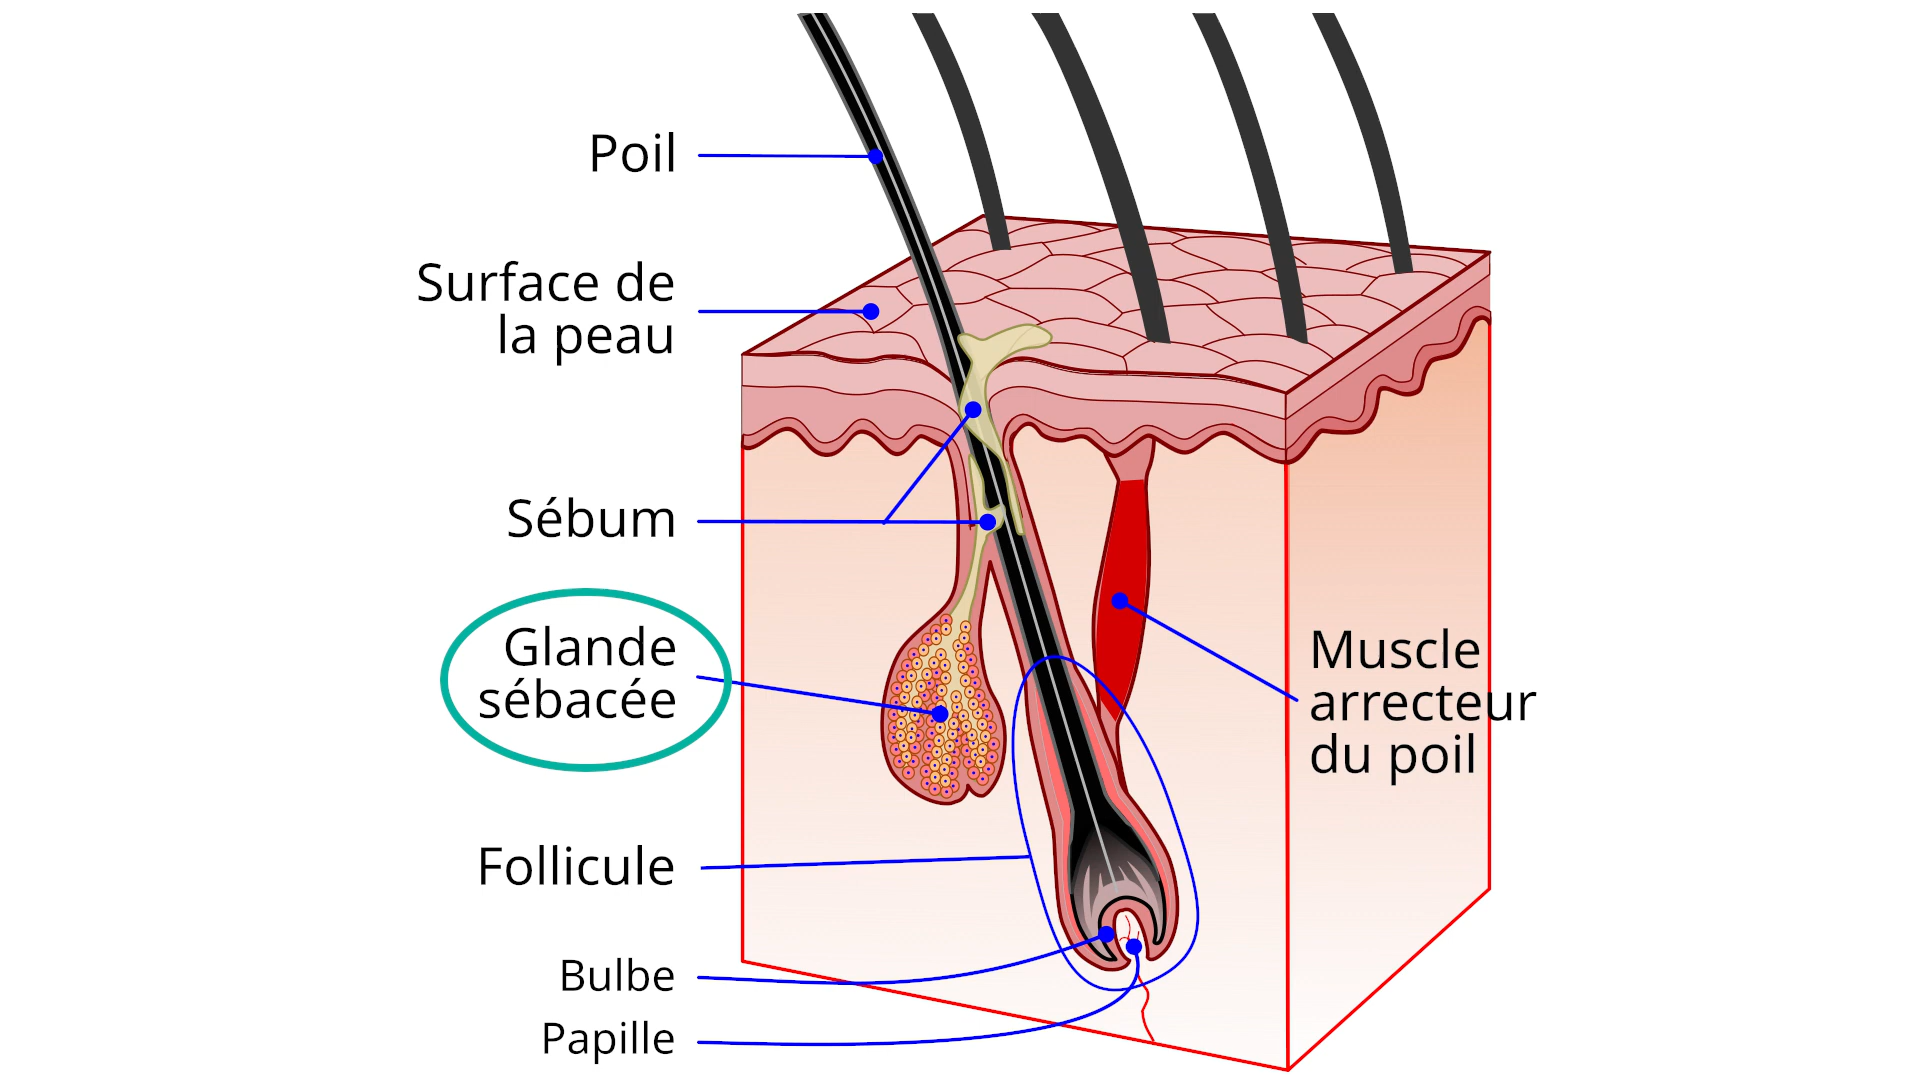 Poil
Surface de
la peau
Sébum
Glande
sébacée
Muscle
arrecteur
du poil
Follicule
Bulbe
Papille